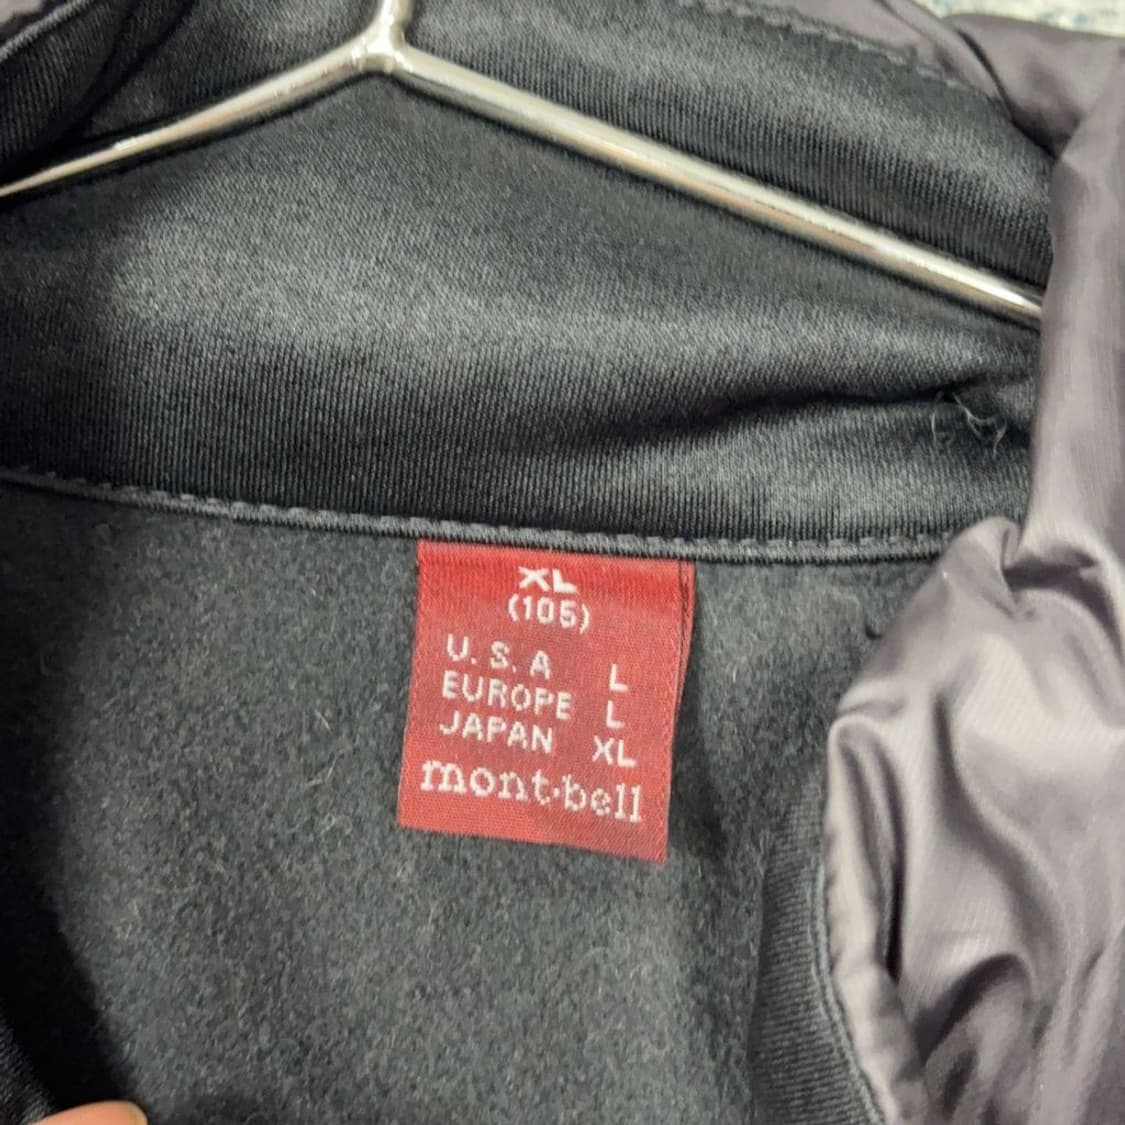 XL
(105)
U.S.A L
EUROPE L
JAPAN XL
mont·bell